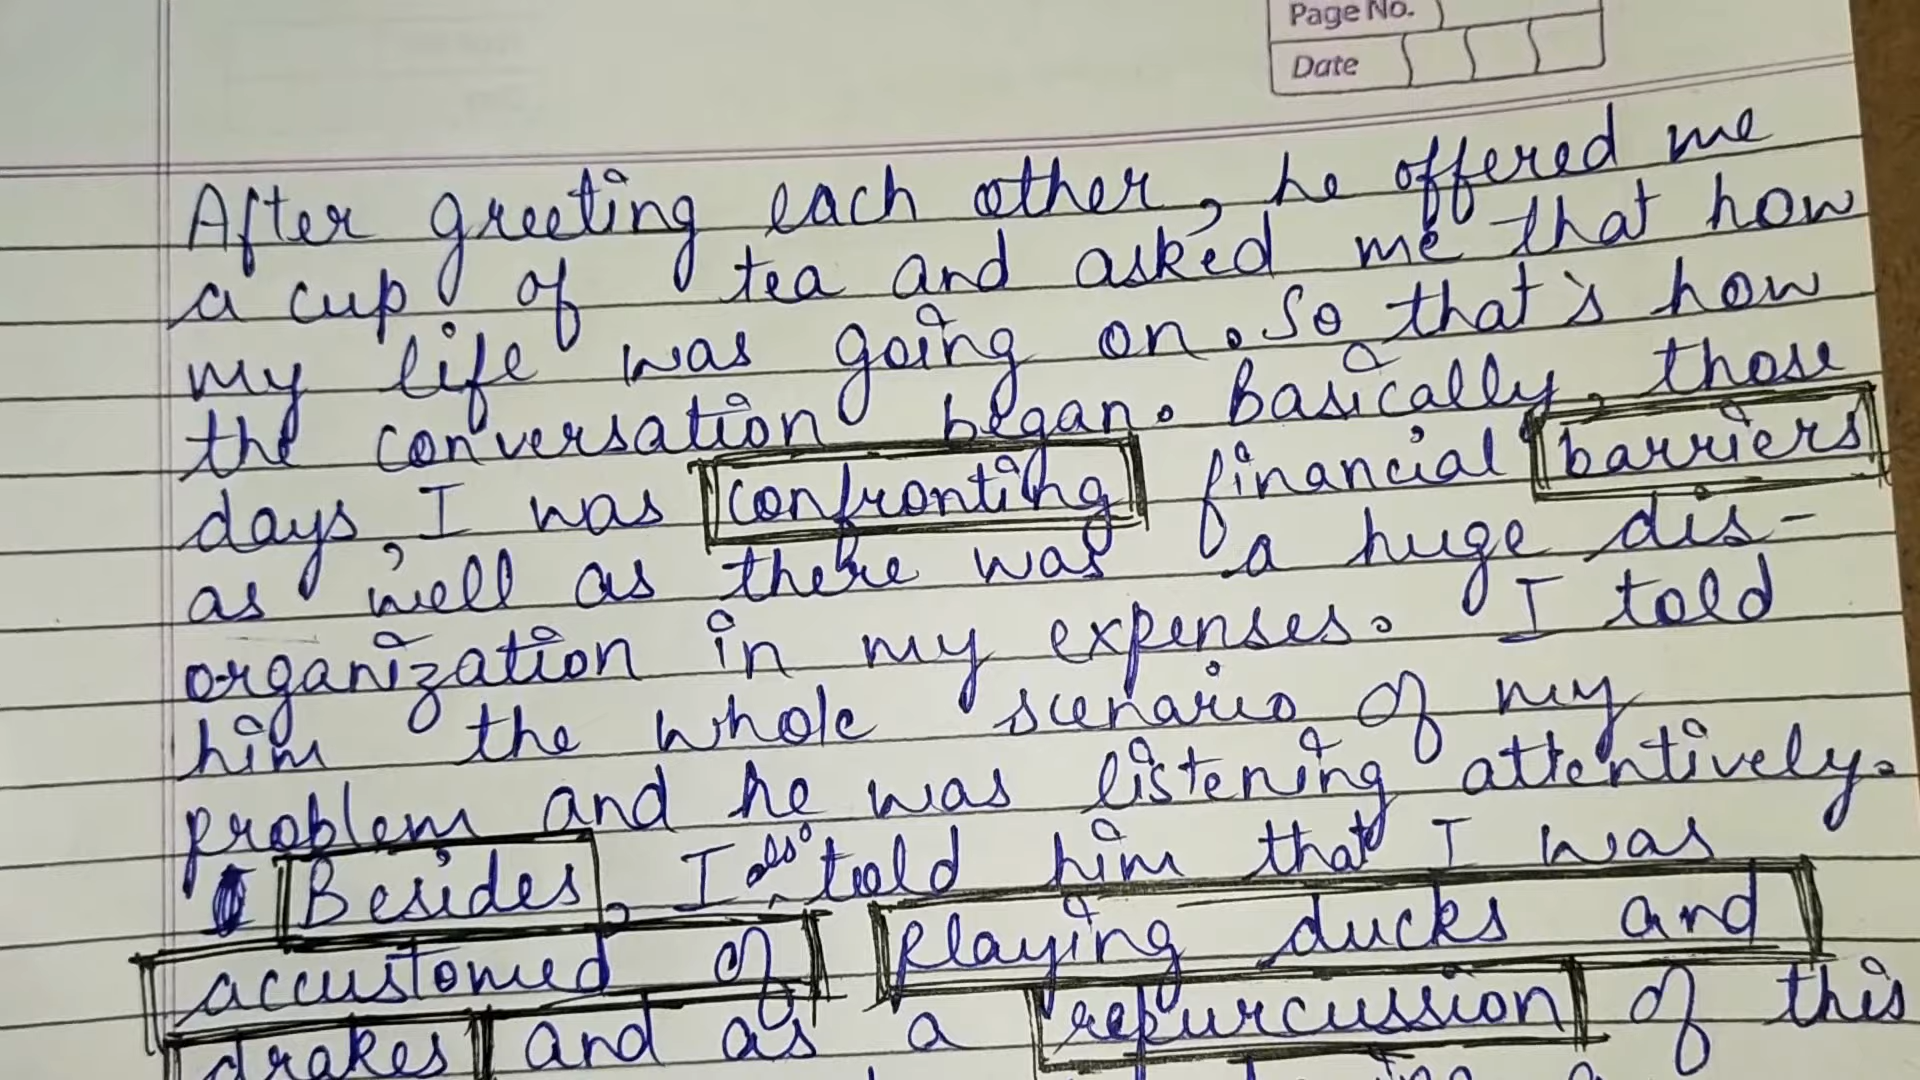 Page No.
Date
After greeting each other, he offered me
a cup of tea and asked me that how
my life was going on. So that's how
the conversation began. Basically, those
days, I was confronting financial barriers
as well as there was a huge dis-
organization in my expenses. I told
him the whole scenario of my
problem and he was listening attentively.
Besides, I also told him that I was
accustomed of playing ducks and
drakes and as a repurcussion of this